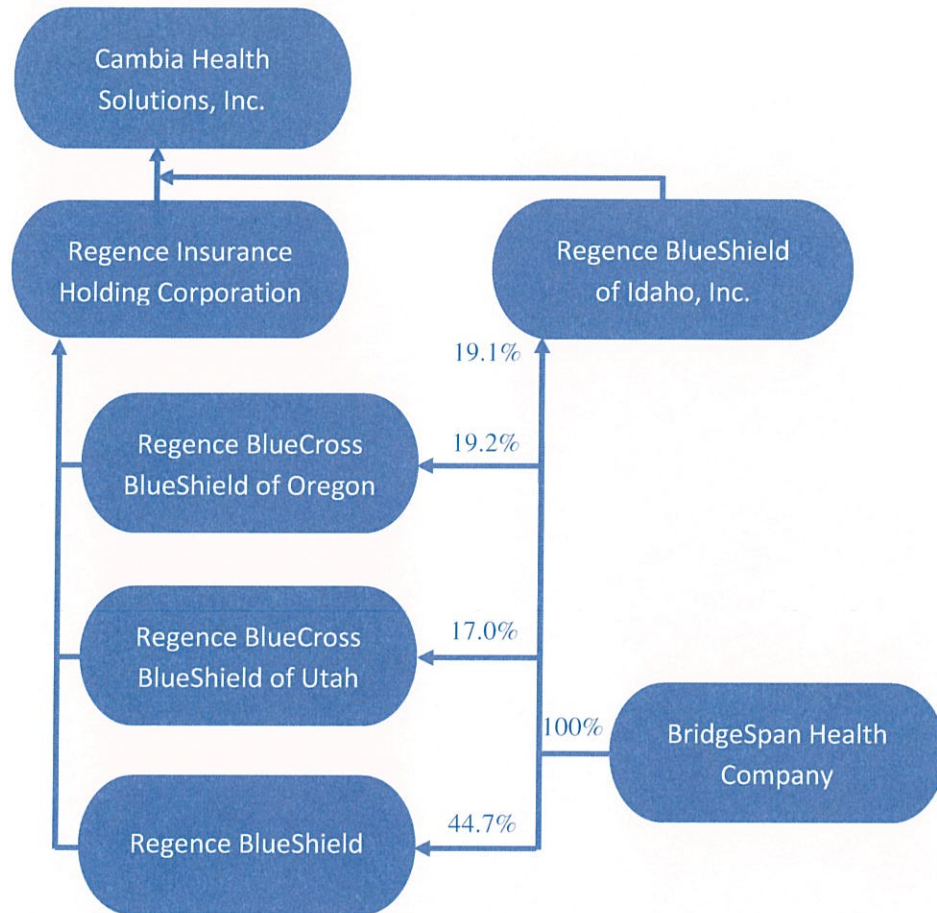 Cambia Health
Solutions, Inc.
Regence Insurance
Holding Corporation
Regence BlueShield
of Idaho, Inc.
19.1%
Regence BlueCross
BlueShield of Oregon
19.2%
Regence BlueCross
BlueShield of Utah
17.0%
100%
BridgeSpan Health
Company
Regence BlueShield
44.7%